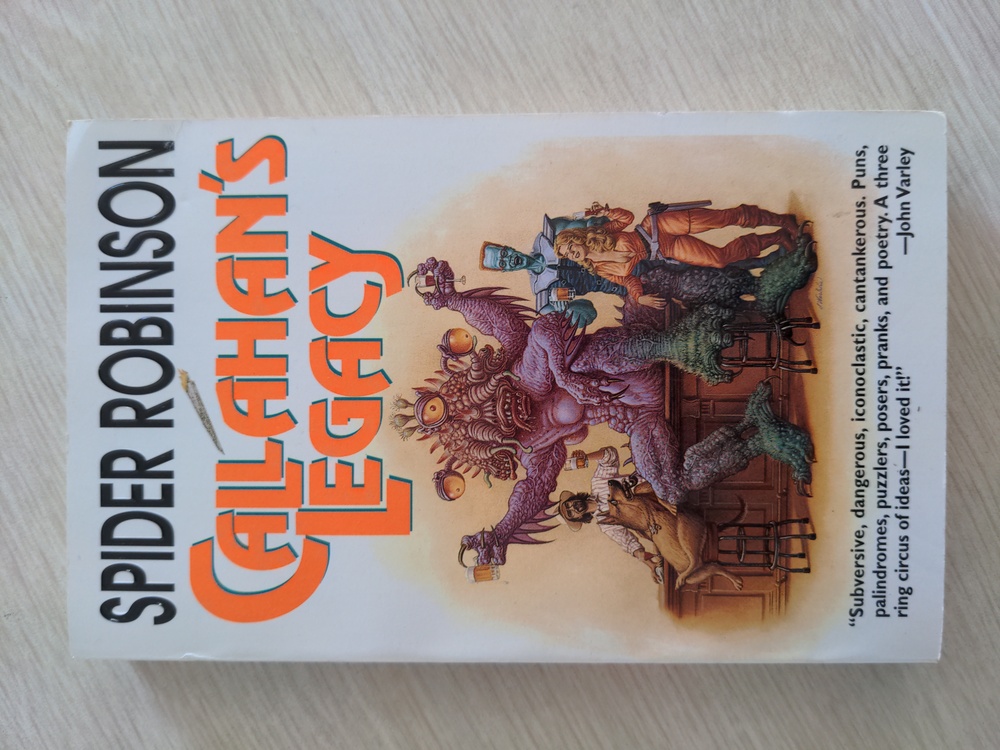 SPIDER ROBINSON
CALLAHAN'S
LEGACY
“Subversive, dangerous, iconoclastic, cantankerous. Puns,
palindromes, puzzlers, posers, pranks, and poetry. A three
ring circus of ideas—I loved it!”
—John Varley